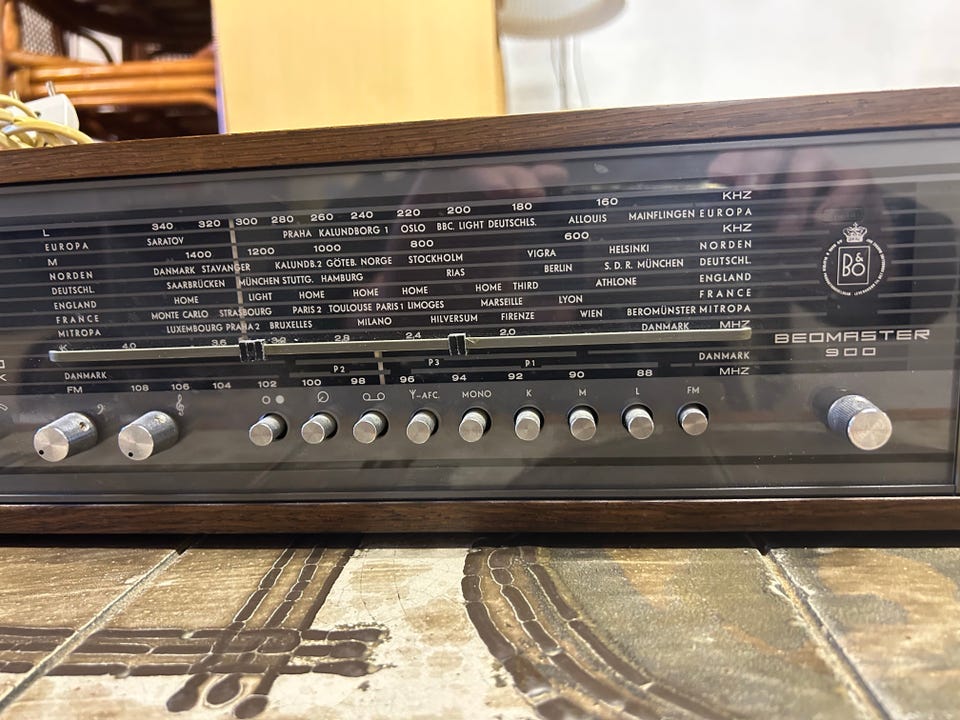 L 340 320 300 280 260 240 220 200 180 160 KHZ
EUROPA SARATOV PRAHA KALUNDBORG 1 OSLO BBC. LIGHT DEUTSCHLS. ALLOUIS MAINFLINGEN EUROPA
M 1400 1200 1000 800 600 KHZ
NORDEN DANMARK STAVANGER KALUNDB.2 GÖTEB. NORGE STOCKHOLM VIGRA HELSINKI NORDEN
DEUTSCHL. SAARBRÜCKEN MÜNCHEN STUTTG. HAMBURG RIAS BERLIN S.D.R. MÜNCHEN DEUTSCHL.
ENGLAND HOME LIGHT HOME HOME HOME HOME THIRD ATHLONE ENGLAND
FRANCE MONTE CARLO STRASBOURG PARIS 2 TOULOUSE PARIS 1 LIMOGES MARSEILLE LYON FRANCE
MITROPA LUXEMBOURG PRAHA 2 BRUXELLES MILANO HILVERSUM FIRENZE WIEN BEROMÜNSTER MITROPA
K 4.0 3.6 3.2 2.8 2.4 2.0 DANMARK MHZ
DANMARK P2 P3 P1 DANMARK
FM 108 106 104 102 100 98 96 94 92 90 88 MHZ
-AFC. MONO K M L FM
B&O
BEOMASTER
900